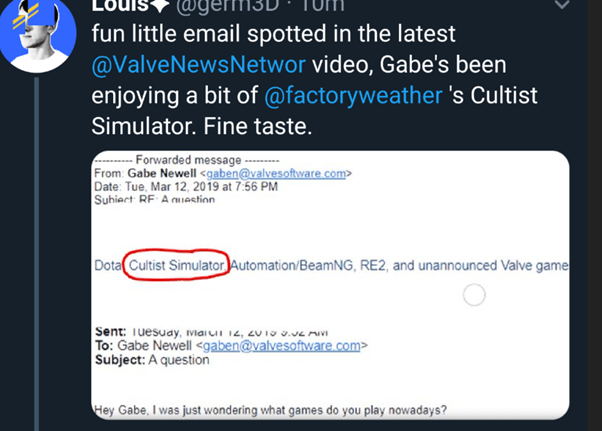 Louis✦ @germ3D · 10m
fun little email spotted in the latest
@ValveNewsNetwor video, Gabe's been
enjoying a bit of @factoryweather 's Cultist
Simulator. Fine taste.
---------- Forwarded message ---------
From: Gabe Newell <gaben@valvesoftware.com>
Date: Tue, Mar 12, 2019 at 7:56 PM
Subject: RE: A question
Dota, Cultist Simulator, Automation/BeamNG, RE2, and unannounced Valve game
Sent: Tuesday, March 12, 2019 9:52 AM
To: Gabe Newell <gaben@valvesoftware.com>
Subject: A question
Hey Gabe, I was just wondering what games do you play nowadays?